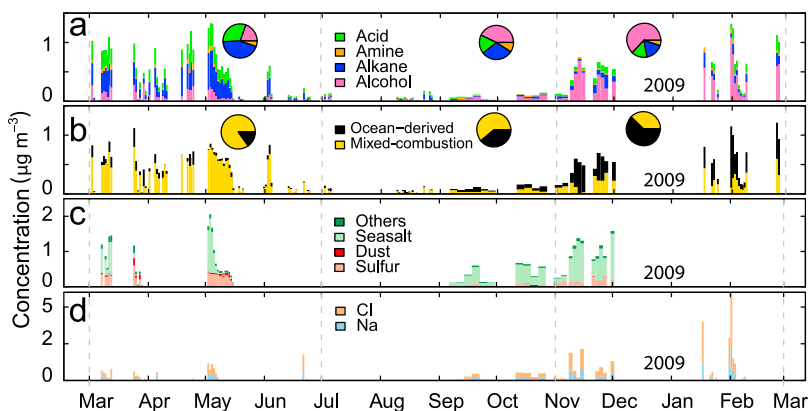 a
Acid
Amine
Alkane
Alcohol
2009
1
0
b
Ocean−derived
Mixed−combustion
2009
1
0
Concentration (μg m−3)
c
Others
Seasalt
Dust
Sulfur
2009
2
1
0
d
Cl
Na
2009
5
2
0
Mar Apr May Jun Jul Aug Sep Oct Nov Dec Jan Feb Mar